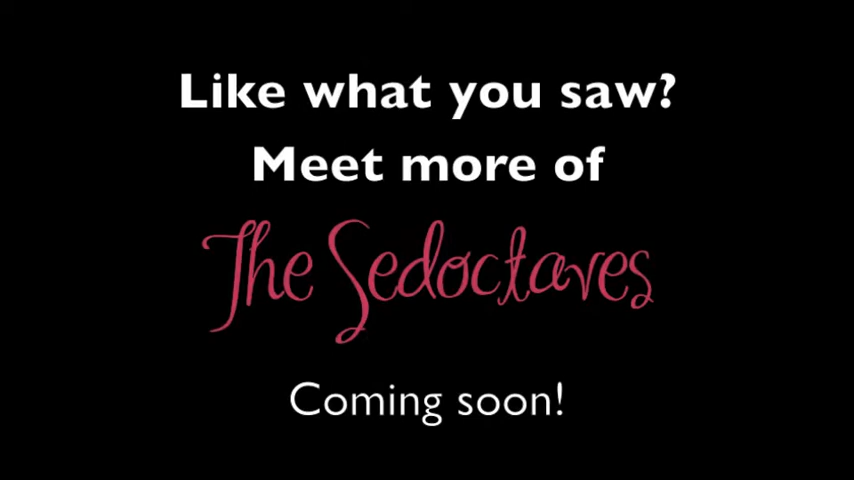 Like what you saw?
Meet more of
The Sedoctaves
Coming soon!